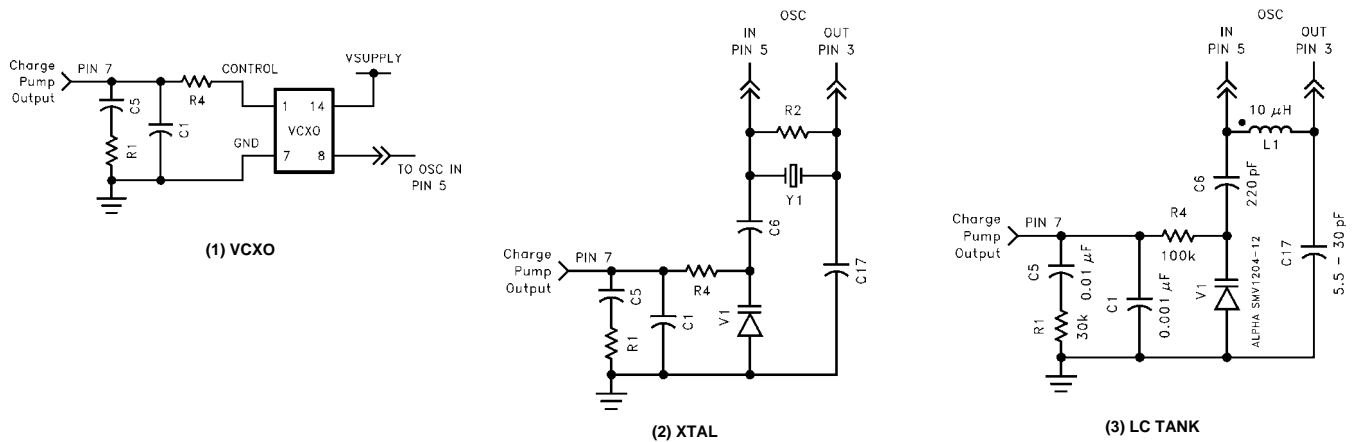 Charge
Pump
Output
PIN 7
C5
R1
C1
R4
CONTROL
GND
1 14
VCXO
7 8
VSUPPLY
TO OSC IN
PIN 5
(1) VCXO
OSC
IN OUT
PIN 5 PIN 3
R2
Y1
C6
Charge
Pump
Output
PIN 7
C5
R1
C1
R4
V1
C17
(2) XTAL
OSC
IN OUT
PIN 5 PIN 3
10 μH
L1
C6
220 pF
Charge
Pump
Output
PIN 7
C5
0.01 μF
R1
30k
C1
0.001 μF
R4
100k
V1
ALPHA SMV1204-12
C17
5.5 - 30 pF
(3) LC TANK